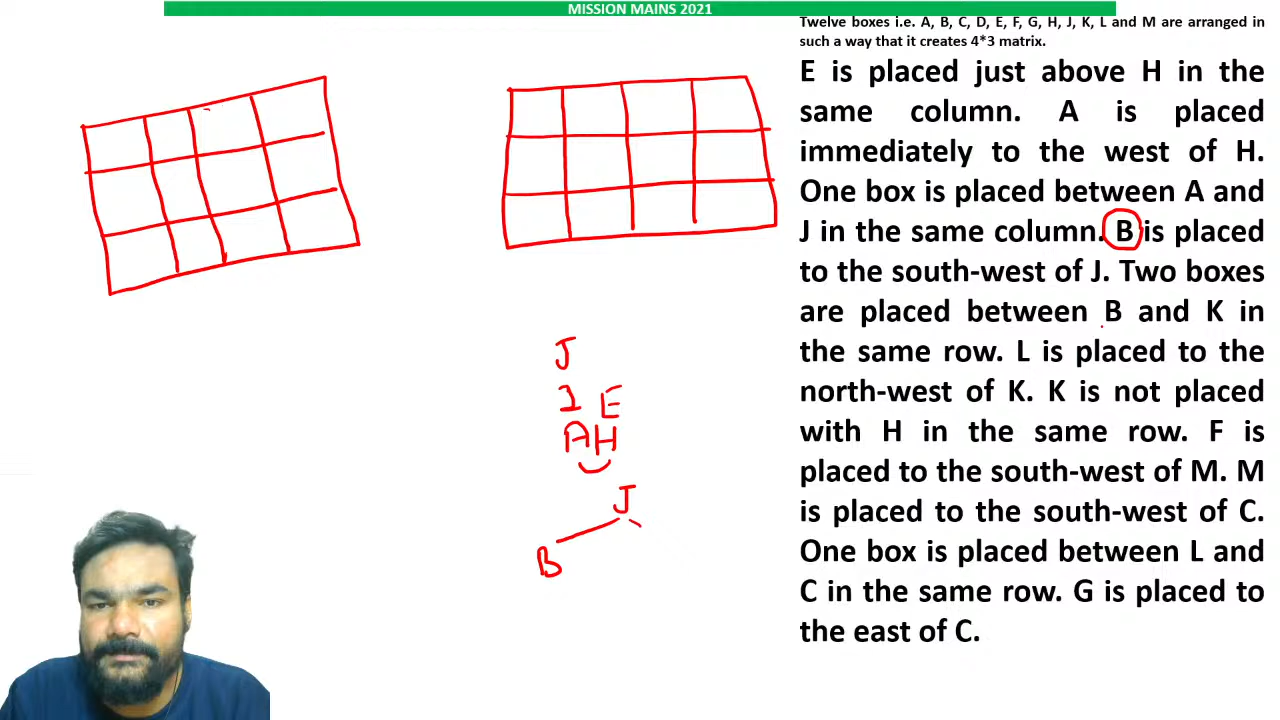 MISSION MAINS 2021
Twelve boxes i.e. A, B, C, D, E, F, G, H, J, K, L and M are arranged in
such a way that it creates 4*3 matrix.
E is placed just above H in the
same column. A is placed
immediately to the west of H.
One box is placed between A and
J in the same column. B is placed
to the south-west of J. Two boxes
are placed between B and K in
the same row. L is placed to the
north-west of K. K is not placed
with H in the same row. F is
placed to the south-west of M. M
is placed to the south-west of C.
One box is placed between L and
C in the same row. G is placed to
the east of C.
J
1 E
A H
J
B